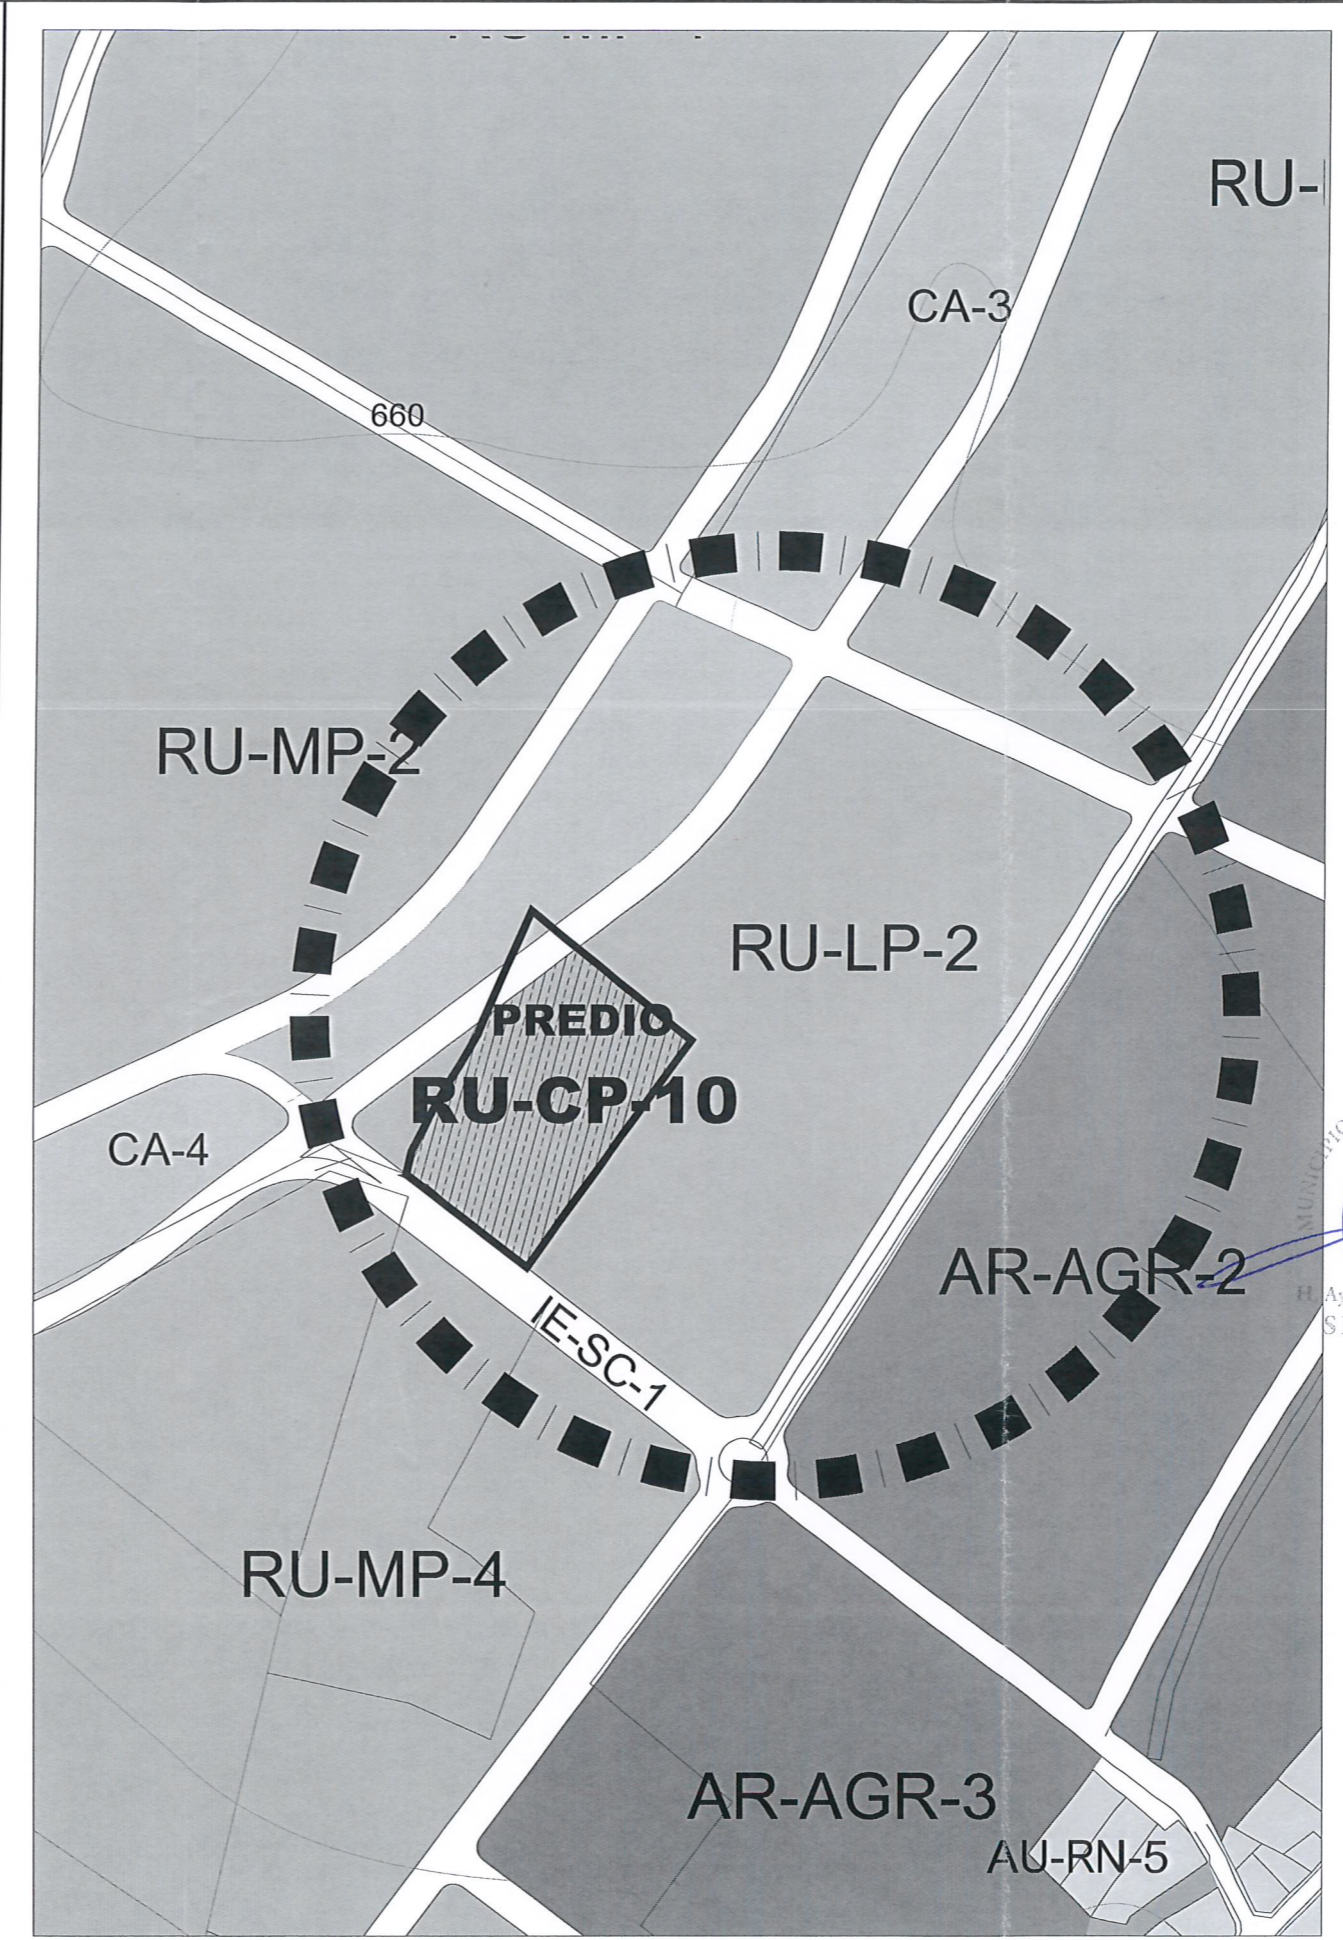 RU-
CA-3
660
RU-MP-2
RU-LP-2
PREDIO
RU-CP-10
CA-4
MUNICIPIO
AR-AGR-2
IE-SC-1
RU-MP-4
AR-AGR-3
AU-RN-5